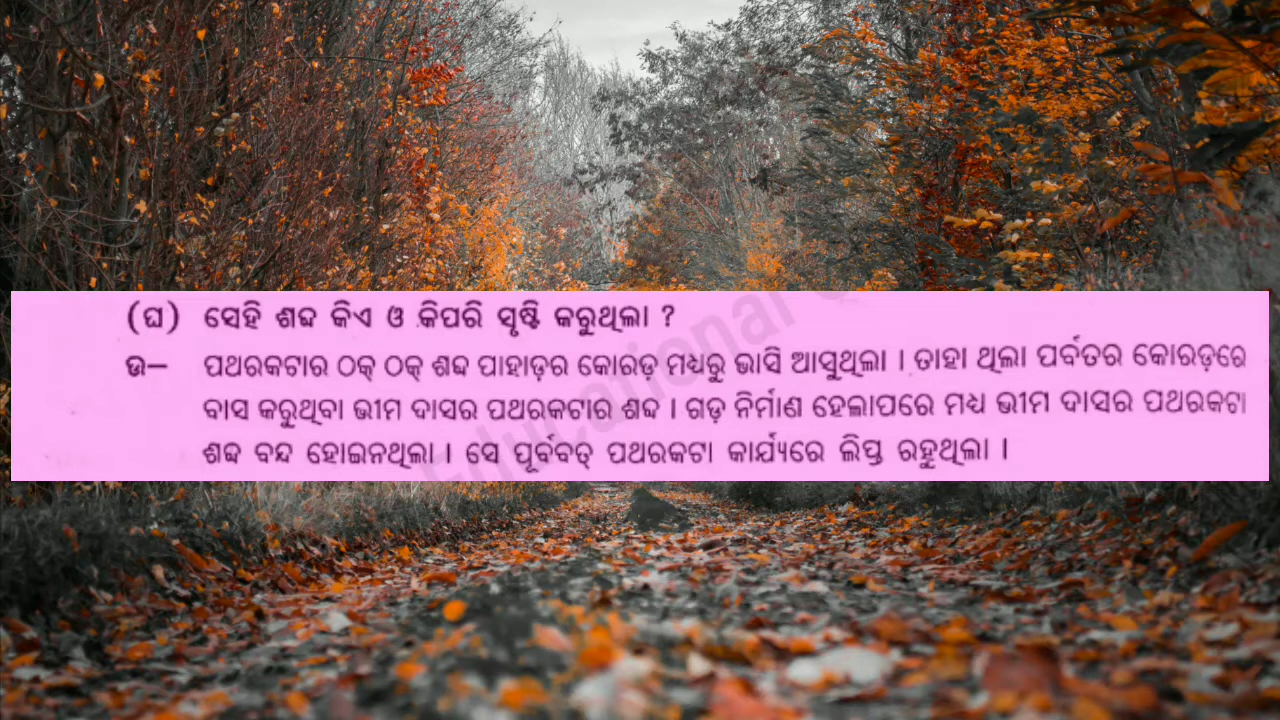 (ଘ) ସେହି ଶବ୍ଦ କିଏ ଓ କିପରି ସୃଷ୍ଟି କରୁଥିଲା ?
ଉ– ପଥରକଟାର ଠକ୍ ଠକ୍ ଶବ୍ଦ ପାହାଡ଼ର କୋରଡ଼ ମଧ୍ୟରୁ ଭାସି ଆସୁଥିଲା । ତାହା ଥିଲା ପର୍ବତର କୋରଡ଼ରେ
ବାସ କରୁଥିବା ଭୀମ ଦାସର ପଥରକଟାର ଶବ୍ଦ । ଗଡ଼ ନିର୍ମାଣ ହେଲାପରେ ମଧ୍ୟ ଭୀମ ଦାସର ପଥରକଟା
ଶବ୍ଦ ବନ୍ଦ ହୋଇନଥିଲା । ସେ ପୂର୍ବବତ୍ ପଥରକଟା କାର୍ଯ୍ୟରେ ଲିପ୍ତ ରହୁଥିଲା ।
Educational